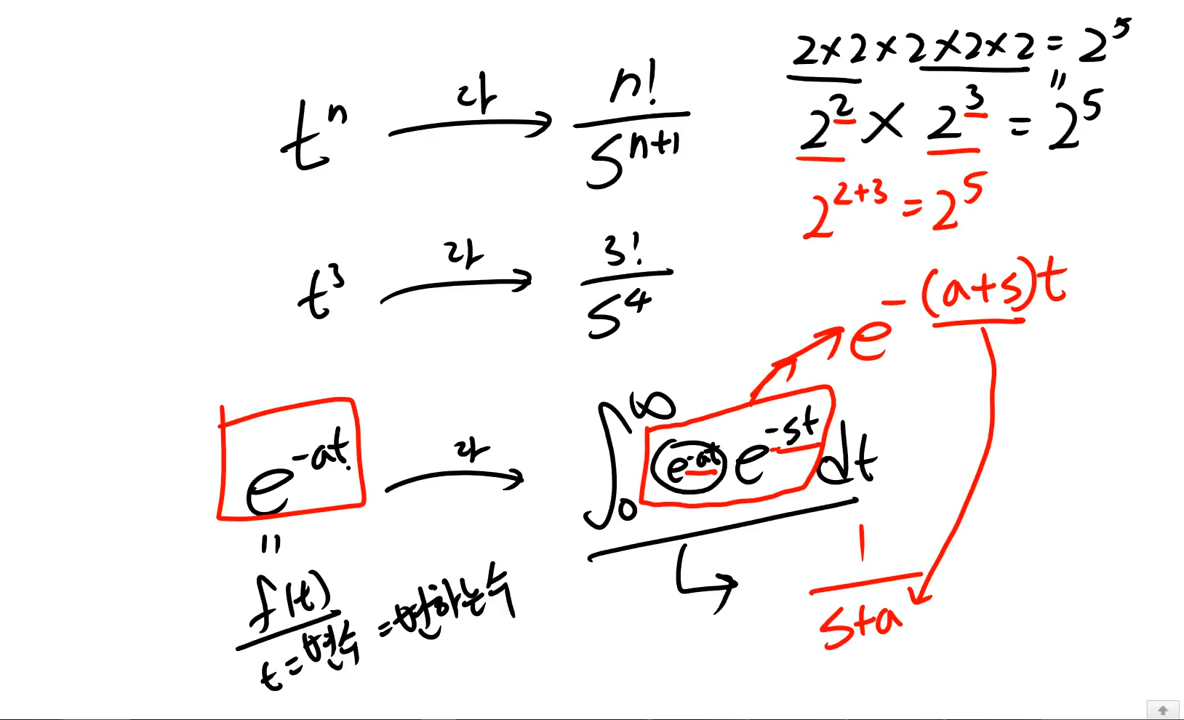 2×2×2×2×2 = 2⁵
tⁿ 라→ n!/Sⁿ⁺¹
2² × 2³ = 2⁵
2²⁺³ = 2⁵
t³ 라→ 3!/S⁴
e^-(a+s)t
e^-at 라→ ∫₀^∞ e^-at e^-st dt
"
1/(S+a)
f(t)
t = 변수 = 변하는수